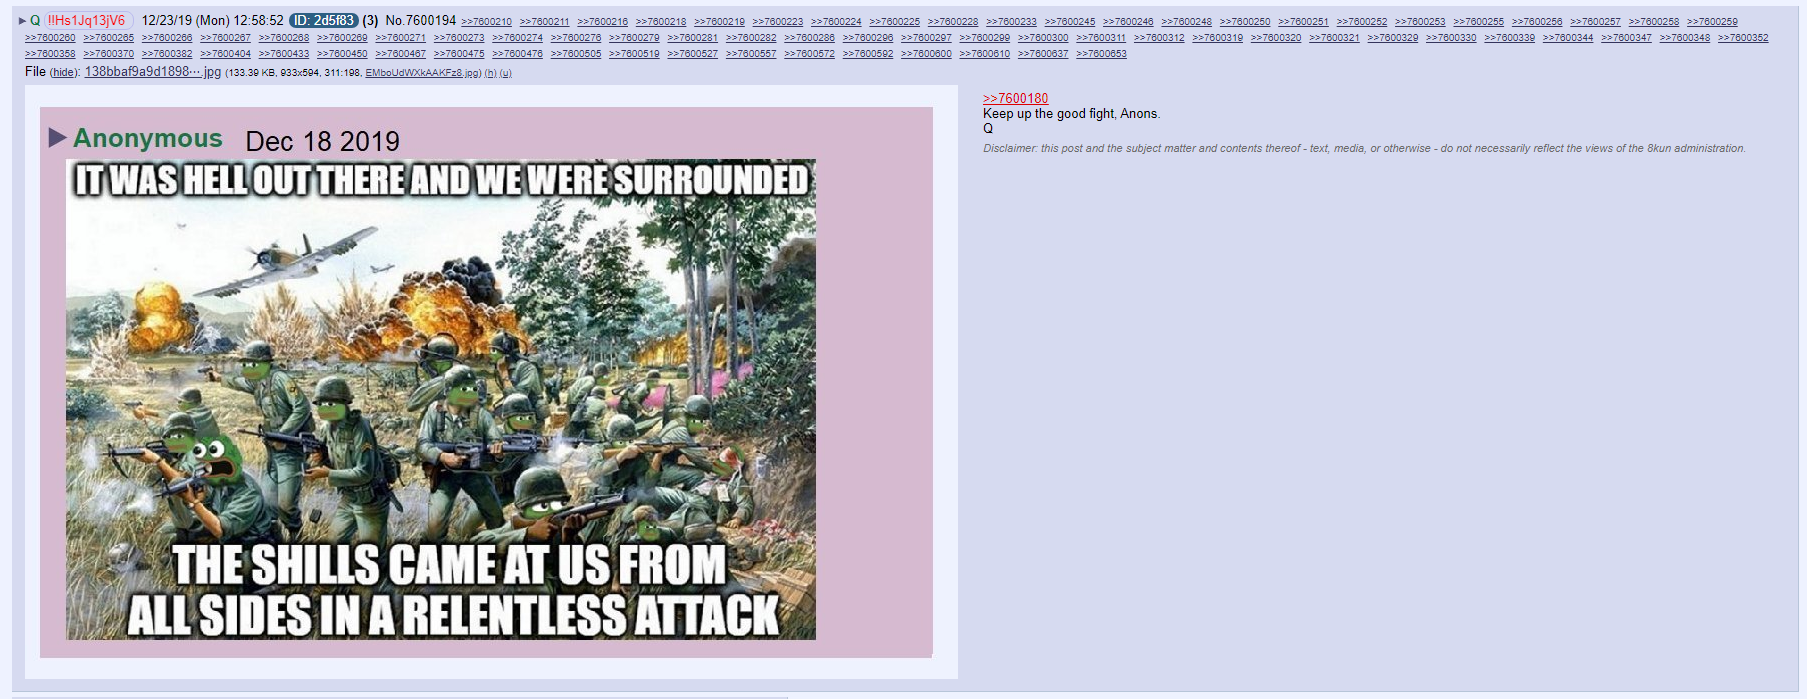 ▶ Q !!Hs1Jq13jV6 12/23/19 (Mon) 12:58:52 ID: 2d5f83 (3) No.7600194 >>7600210 >>7600211 >>7600216 >>7600218 >>7600219 >>7600223 >>7600224 >>7600225 >>7600228 >>7600233 >>7600245 >>7600246 >>7600248 >>7600250 >>7600251 >>7600252 >>7600253 >>7600255 >>7600256 >>7600257 >>7600258 >>7600259
>>7600260 >>7600265 >>7600266 >>7600267 >>7600268 >>7600269 >>7600271 >>7600273 >>7600274 >>7600276 >>7600279 >>7600281 >>7600282 >>7600286 >>7600296 >>7600297 >>7600299 >>7600300 >>7600311 >>7600312 >>7600319 >>7600320 >>7600321 >>7600329 >>7600330 >>7600339 >>7600344 >>7600347 >>7600348 >>7600352
>>7600358 >>7600370 >>7600382 >>7600404 >>7600433 >>7600450 >>7600467 >>7600475 >>7600476 >>7600505 >>7600519 >>7600527 >>7600557 >>7600572 >>7600592 >>7600600 >>7600610 >>7600637 >>7600653
File (hide): 138bbaf9a9d1898⋯.jpg (133.39 KB, 933x594, 311:198, EMboUdWXkAAKFz8.jpg) (h) (u)
▶ Anonymous Dec 18 2019
IT WAS HELL OUT THERE AND WE WERE SURROUNDED
THE SHILLS CAME AT US FROM
ALL SIDES IN A RELENTLESS ATTACK
>>7600180
Keep up the good fight, Anons.
Q
Disclaimer: this post and the subject matter and contents thereof - text, media, or otherwise - do not necessarily reflect the views of the 8kun administration.